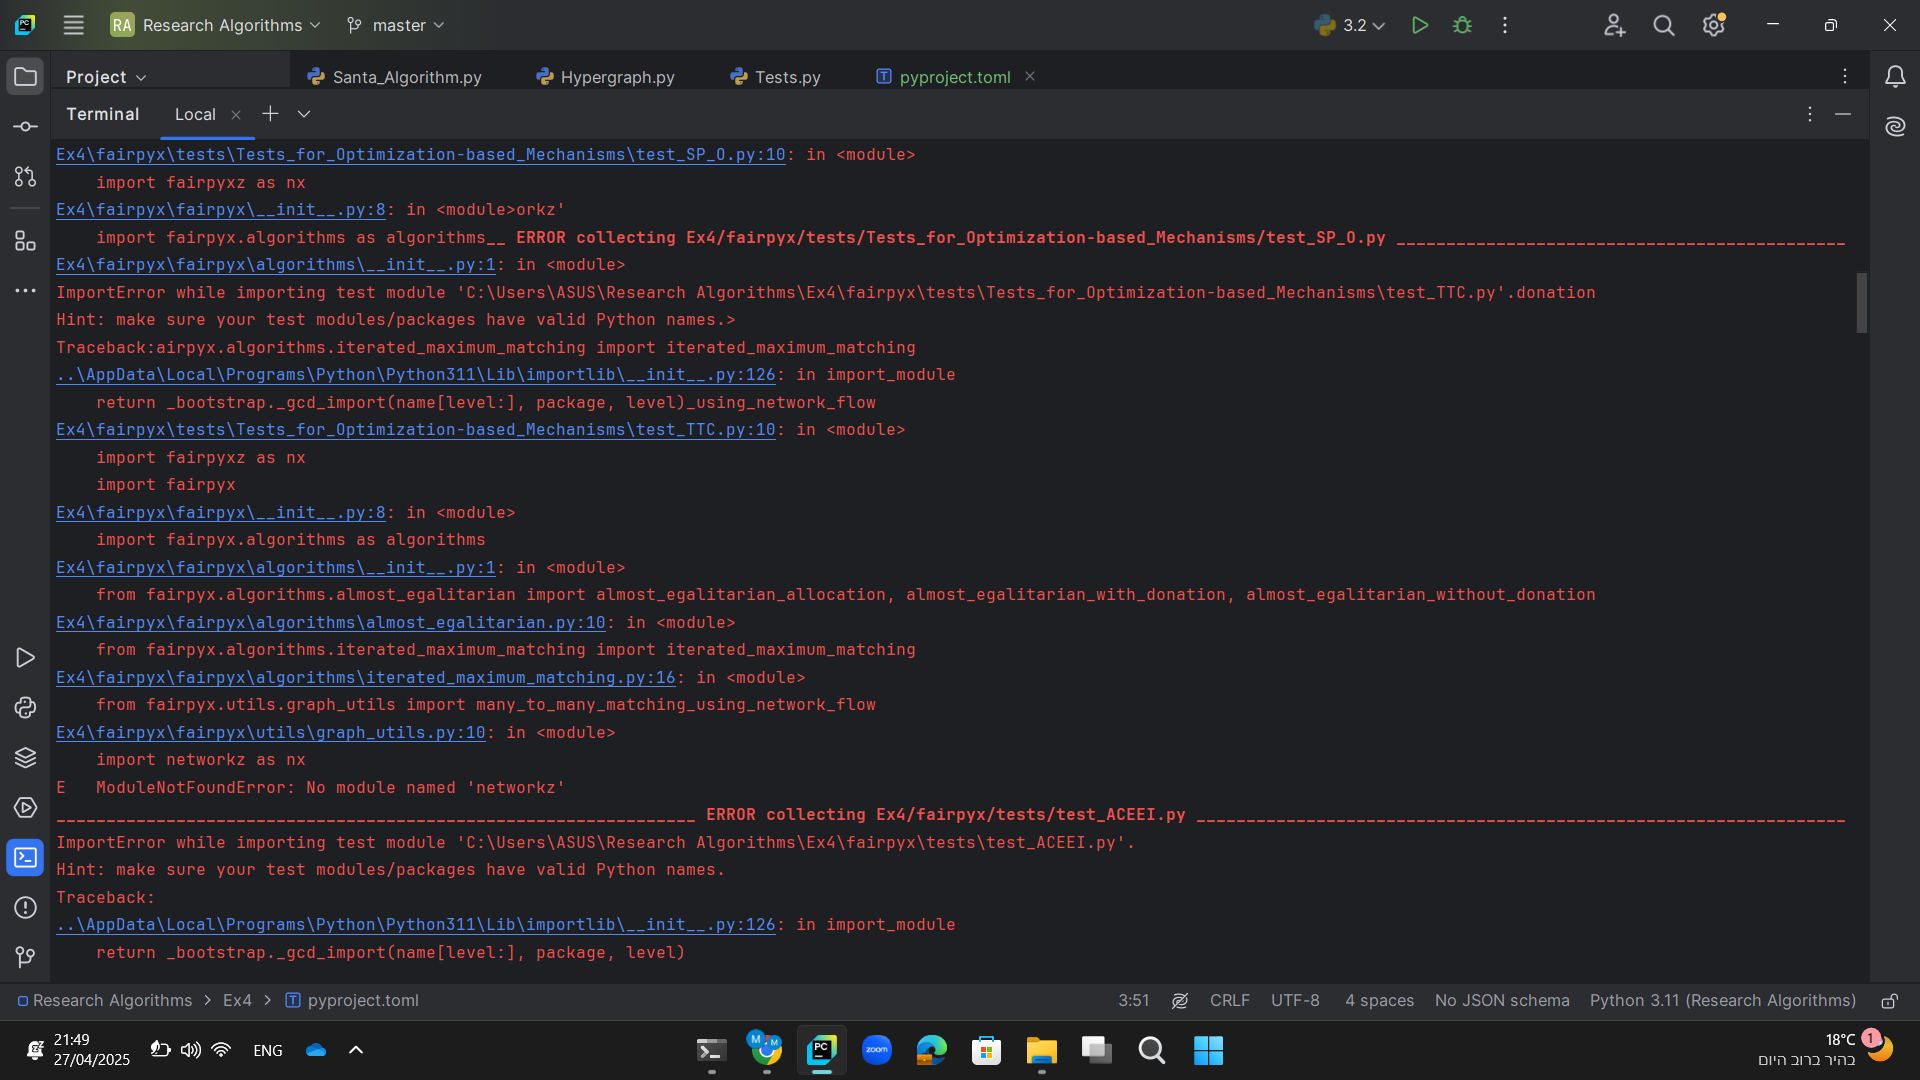 RA Research Algorithms master 3.2
Project Santa_Algorithm.py Hypergraph.py Tests.py pyproject.toml
Terminal Local
Ex4\fairpyx\tests\Tests_for_Optimization-based_Mechanisms\test_SP_O.py:10: in <module>
import fairpyxz as nx
Ex4\fairpyx\fairpyx\__init__.py:8: in <module>orkz'
import fairpyx.algorithms as algorithms__ ERROR collecting Ex4/fairpyx/tests/Tests_for_Optimization-based_Mechanisms/test_SP_O.py _____________________________________________
Ex4\fairpyx\fairpyx\algorithms\__init__.py:1: in <module>
ImportError while importing test module 'C:\Users\ASUS\Research Algorithms\Ex4\fairpyx\tests\Tests_for_Optimization-based_Mechanisms\test_TTC.py'.donation
Hint: make sure your test modules/packages have valid Python names.>
Traceback:airpyx.algorithms.iterated_maximum_matching import iterated_maximum_matching
..\AppData\Local\Programs\Python\Python311\Lib\importlib\__init__.py:126: in import_module
return _bootstrap._gcd_import(name[level:], package, level)_using_network_flow
Ex4\fairpyx\tests\Tests_for_Optimization-based_Mechanisms\test_TTC.py:10: in <module>
import fairpyxz as nx
import fairpyx
Ex4\fairpyx\fairpyx\__init__.py:8: in <module>
import fairpyx.algorithms as algorithms
Ex4\fairpyx\fairpyx\algorithms\__init__.py:1: in <module>
from fairpyx.algorithms.almost_egalitarian import almost_egalitarian_allocation, almost_egalitarian_with_donation, almost_egalitarian_without_donation
Ex4\fairpyx\fairpyx\algorithms\almost_egalitarian.py:10: in <module>
from fairpyx.algorithms.iterated_maximum_matching import iterated_maximum_matching
Ex4\fairpyx\fairpyx\algorithms\iterated_maximum_matching.py:16: in <module>
from fairpyx.utils.graph_utils import many_to_many_matching_using_network_flow
Ex4\fairpyx\fairpyx\utils\graph_utils.py:10: in <module>
import networkz as nx
E ModuleNotFoundError: No module named 'networkz'
________________________________________________________________ ERROR collecting Ex4/fairpyx/tests/test_ACEEI.py _________________________________________________________________
ImportError while importing test module 'C:\Users\ASUS\Research Algorithms\Ex4\fairpyx\tests\test_ACEEI.py'.
Hint: make sure your test modules/packages have valid Python names.
Traceback:
..\AppData\Local\Programs\Python\Python311\Lib\importlib\__init__.py:126: in import_module
return _bootstrap._gcd_import(name[level:], package, level)
Research Algorithms > Ex4 > pyproject.toml 3:51 CRLF UTF-8 4 spaces No JSON schema Python 3.11 (Research Algorithms)
21:49
27/04/2025
ENG
zoom
18°C
בהיר ברוב היום
1